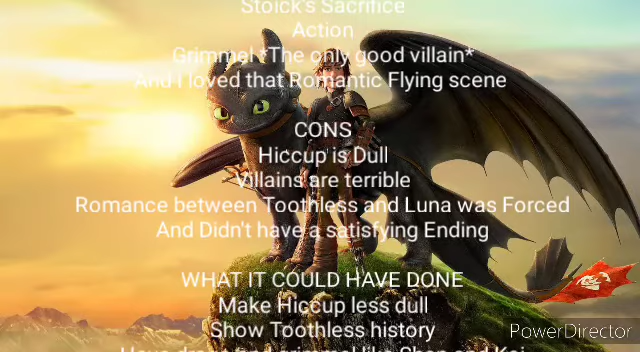 Stoick's Sacrifice
Action
Grimmel *The only good villain*
And I loved that Romantic Flying scene
CONS
Hiccup is Dull
Villains are terrible
Romance between Toothless and Luna was Forced
And Didn't have a satisfying Ending
WHAT IT COULD HAVE DONE
Make Hiccup less dull
Show Toothless history
PowerDirector